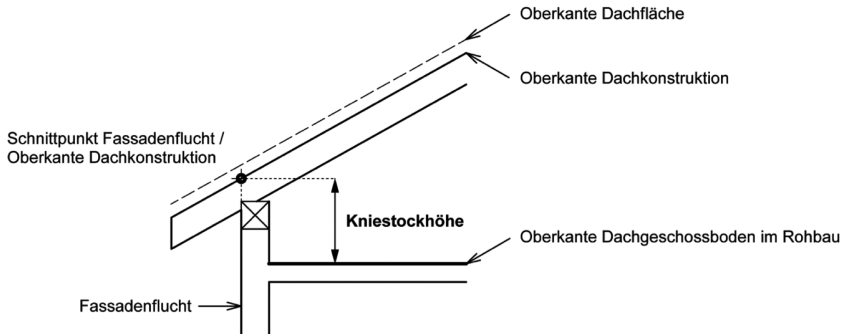 Oberkante Dachfläche
Oberkante Dachkonstruktion
Schnittpunkt Fassadenflucht /
Oberkante Dachkonstruktion
Kniestockhöhe
Oberkante Dachgeschossboden im Rohbau
Fassadenflucht